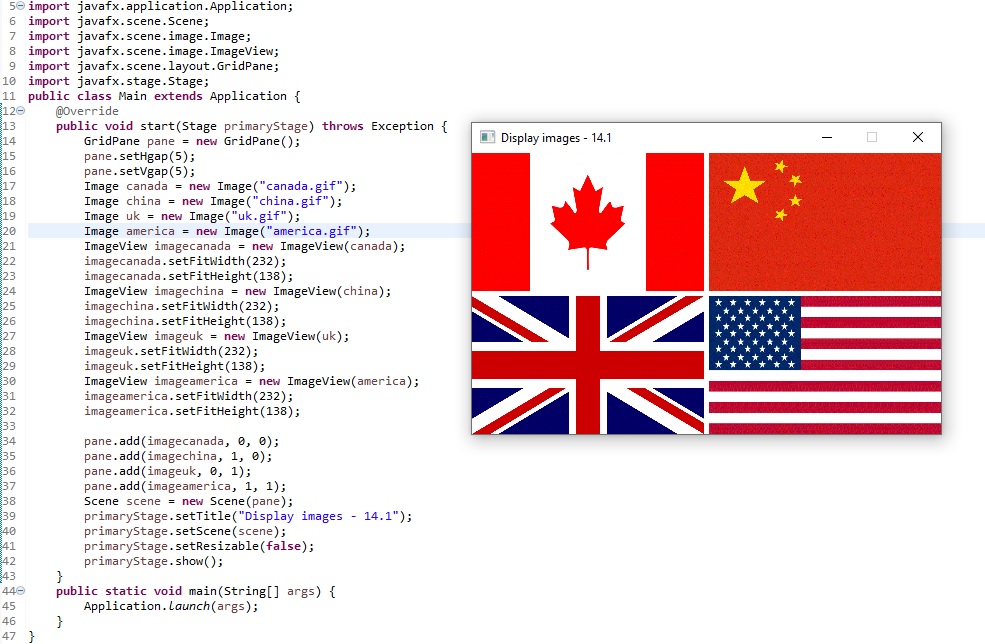 5 import javafx.application.Application;
6 import javafx.scene.Scene;
7 import javafx.scene.image.Image;
8 import javafx.scene.image.ImageView;
9 import javafx.scene.layout.GridPane;
10 import javafx.stage.Stage;
11 public class Main extends Application {
12     @Override
13     public void start(Stage primaryStage) throws Exception {
14         GridPane pane = new GridPane();
15         pane.setHgap(5);
16         pane.setVgap(5);
17         Image canada = new Image("canada.gif");
18         Image china = new Image("china.gif");
19         Image uk = new Image("uk.gif");
20         Image america = new Image("america.gif");
21         ImageView imagecanada = new ImageView(canada);
22         imagecanada.setFitWidth(232);
23         imagecanada.setFitHeight(138);
24         ImageView imagechina = new ImageView(china);
25         imagechina.setFitWidth(232);
26         imagechina.setFitHeight(138);
27         ImageView imageuk = new ImageView(uk);
28         imageuk.setFitWidth(232);
29         imageuk.setFitHeight(138);
30         ImageView imageamerica = new ImageView(america);
31         imageamerica.setFitWidth(232);
32         imageamerica.setFitHeight(138);
33
34         pane.add(imagecanada, 0, 0);
35         pane.add(imagechina, 1, 0);
36         pane.add(imageuk, 0, 1);
37         pane.add(imageamerica, 1, 1);
38         Scene scene = new Scene(pane);
39         primaryStage.setTitle("Display images - 14.1");
40         primaryStage.setScene(scene);
41         primaryStage.setResizable(false);
42         primaryStage.show();
43     }
44     public static void main(String[] args) {
45         Application.launch(args);
46     }
47 }
Display images - 14.1